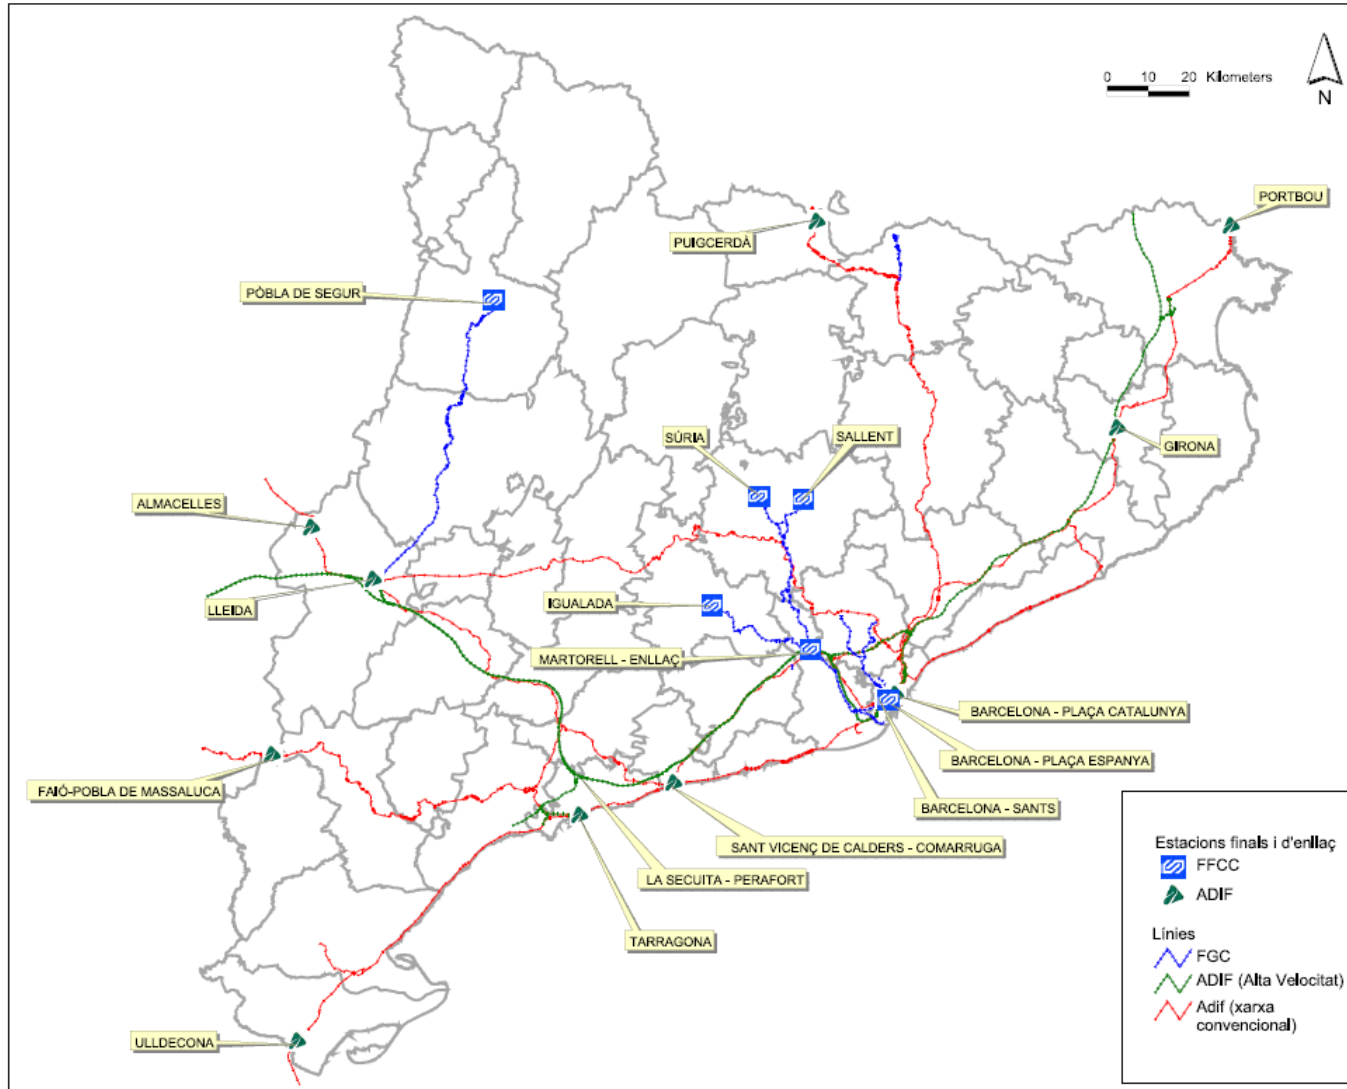 0 10 20 Kilometers
N
PORTBOU
PUIGCERDÀ
PÒBLA DE SEGUR
SÚRIA
SALLENT
GIRONA
ALMACELLES
LLEIDA
IGUALADA
MARTORELL - ENLLAÇ
BARCELONA - PLAÇA CATALUNYA
BARCELONA - PLAÇA ESPANYA
FAIÓ-POBLA DE MASSALUCA
BARCELONA - SANTS
SANT VICENÇ DE CALDERS - COMARRUGA
LA SECUITA - PERAFORT
TARRAGONA
ULLDECONA
Estacions finals i d'enllaç
FFCC
ADIF
Línies
FGC
ADIF (Alta Velocitat)
Adif (xarxa
convencional)